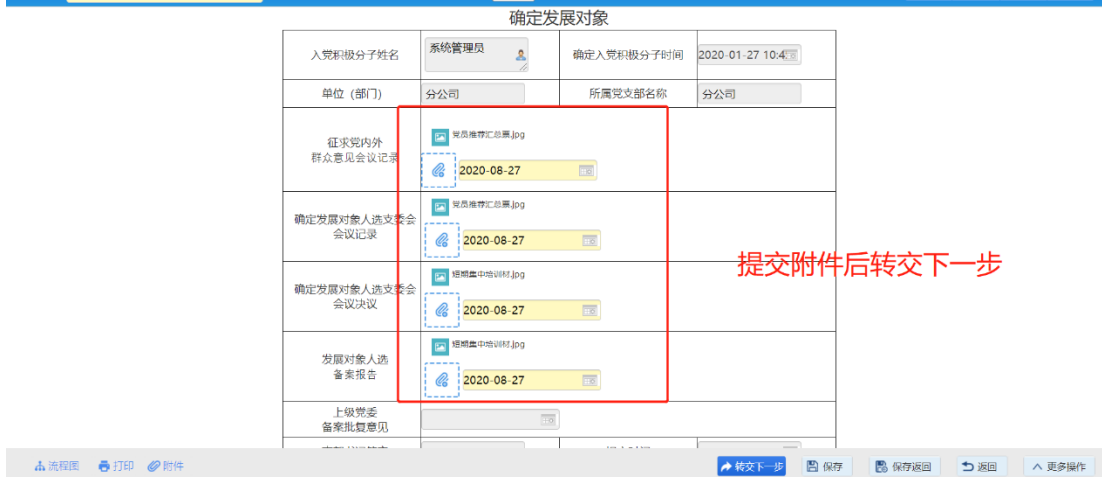 确定发展对象
入党积极分子姓名
系统管理员
确定入党积极分子时间
2020-01-27 10:4
单位（部门）
分公司
所属党支部名称
分公司
征求党内外
群众意见会议记录
党员推荐汇总票.jpg
2020-08-27
确定发展对象人选支委会
会议记录
党员推荐汇总票.jpg
2020-08-27
提交附件后转交下一步
确定发展对象人选支委会
会议决议
短期集中培训材.jpg
2020-08-27
发展对象人选
备案报告
短期集中培训材.jpg
2020-08-27
上级党委
备案批复意见
流程图
打印
附件
转交下一步
保存
保存返回
返回
更多操作